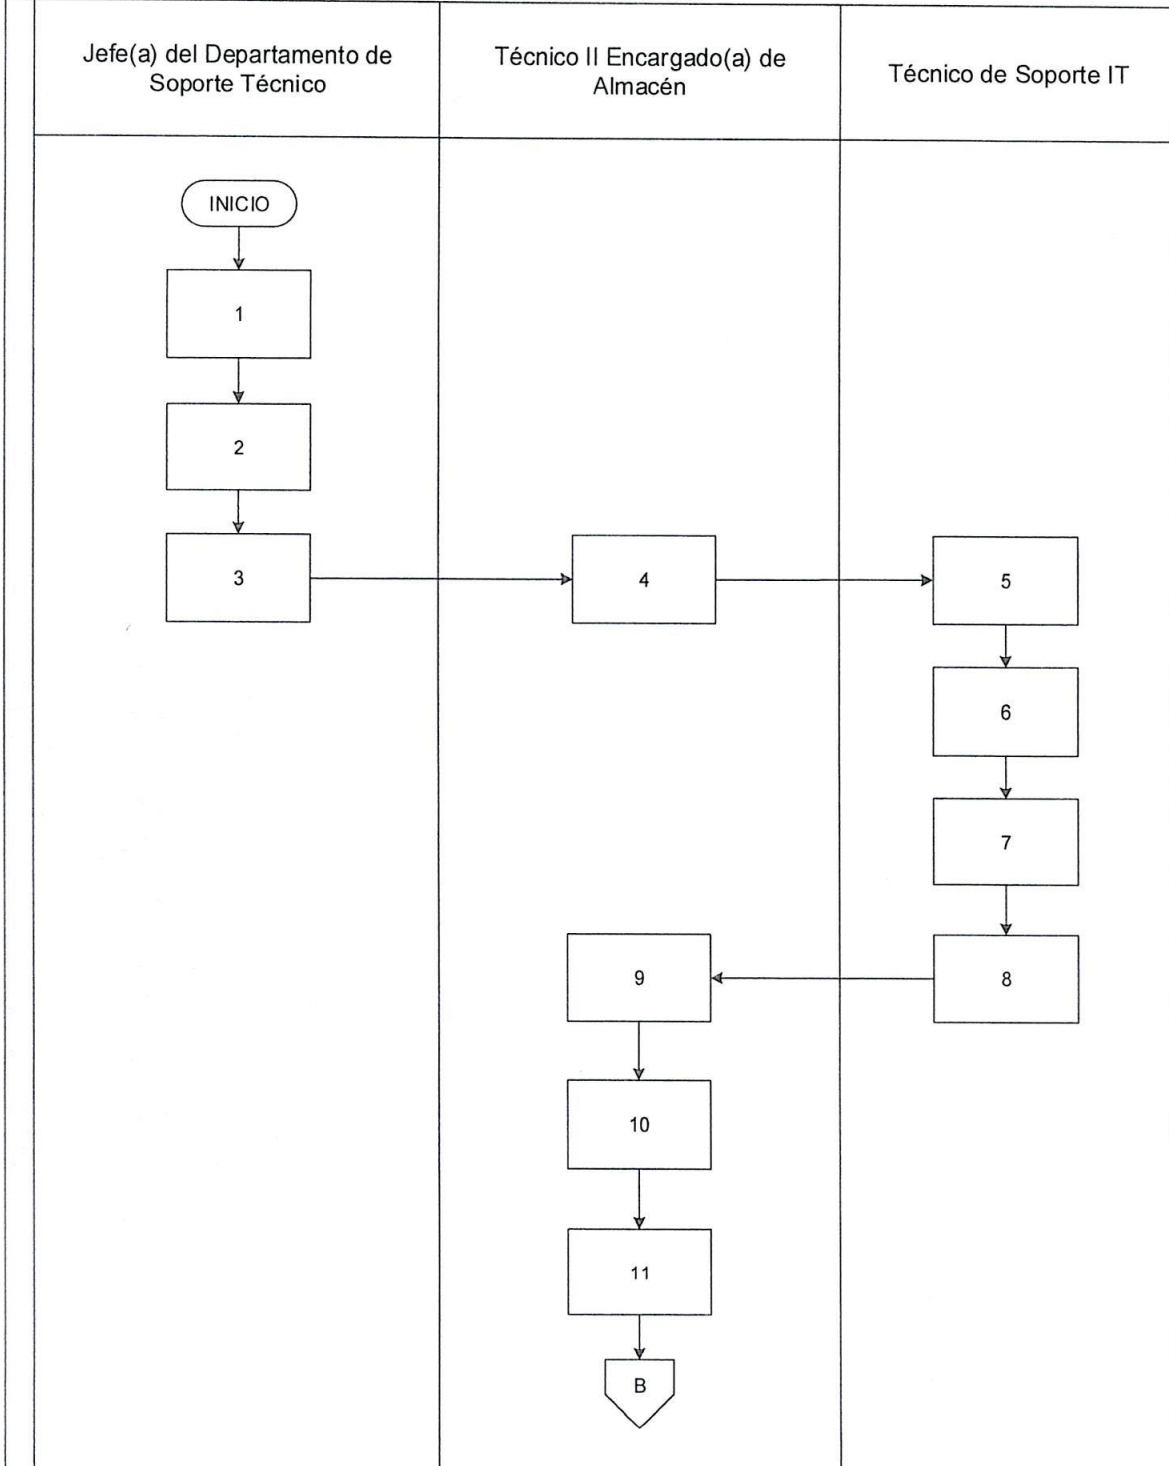 Jefe(a) del Departamento de
Soporte Técnico
Técnico II Encargado(a) de
Almacén
Técnico de Soporte IT
INICIO
1
2
3
4
5
6
7
8
9
10
11
B